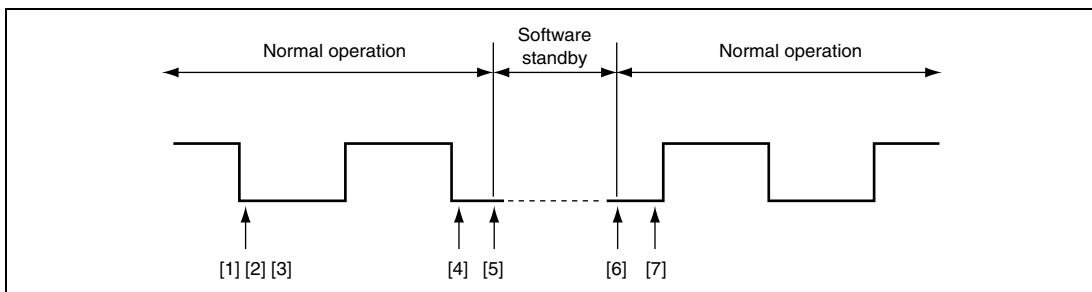 Normal operation
Software
standby
Normal operation
[1] [2] [3]
[4]
[5]
[6]
[7]